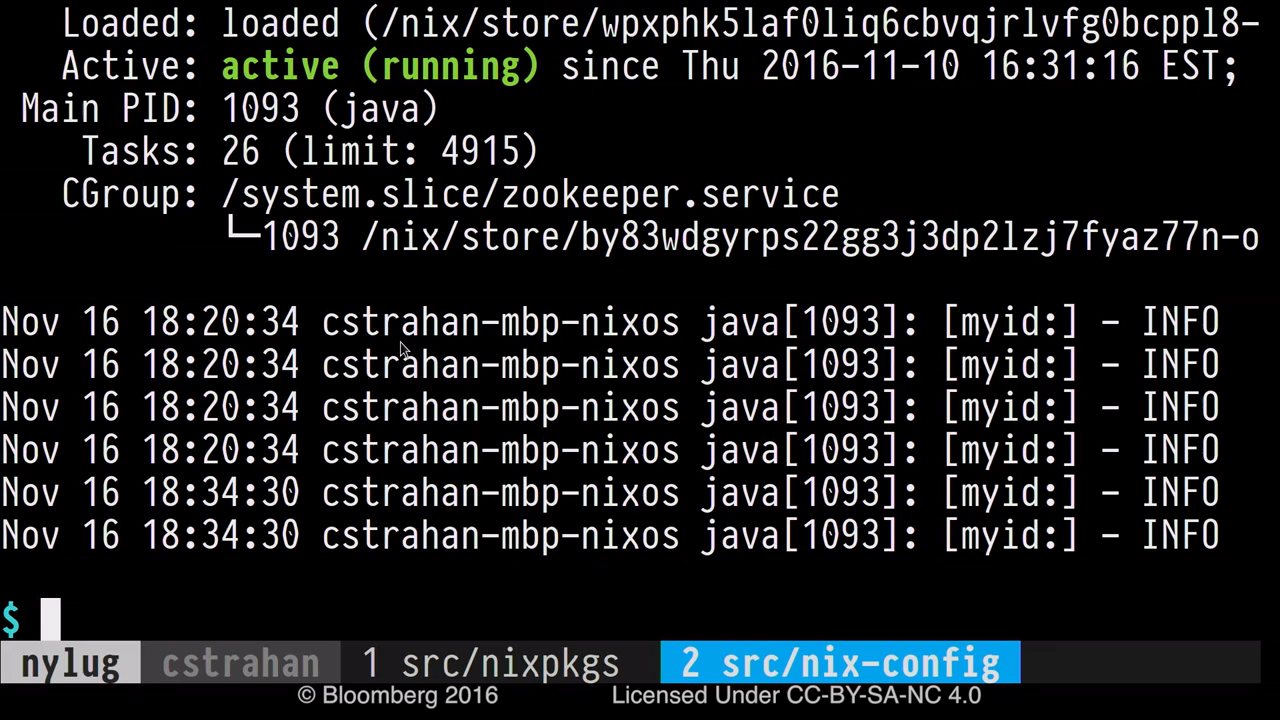 Loaded: loaded (/nix/store/wpxphk5laf0liq6cbvqjrlvfg0bcppl8-
Active: active (running) since Thu 2016-11-10 16:31:16 EST;
Main PID: 1093 (java)
Tasks: 26 (limit: 4915)
CGroup: /system.slice/zookeeper.service
└─1093 /nix/store/by83wdgyrps22gg3j3dp2lzj7fyaz77n-o
Nov 16 18:20:34 cstrahan-mbp-nixos java[1093]: [myid:] - INFO
Nov 16 18:20:34 cstrahan-mbp-nixos java[1093]: [myid:] - INFO
Nov 16 18:20:34 cstrahan-mbp-nixos java[1093]: [myid:] - INFO
Nov 16 18:20:34 cstrahan-mbp-nixos java[1093]: [myid:] - INFO
Nov 16 18:34:30 cstrahan-mbp-nixos java[1093]: [myid:] - INFO
Nov 16 18:34:30 cstrahan-mbp-nixos java[1093]: [myid:] - INFO
$
nylug cstrahan 1 src/nixpkgs 2 src/nix-config
© Bloomberg 2016 Licensed Under CC-BY-SA-NC 4.0